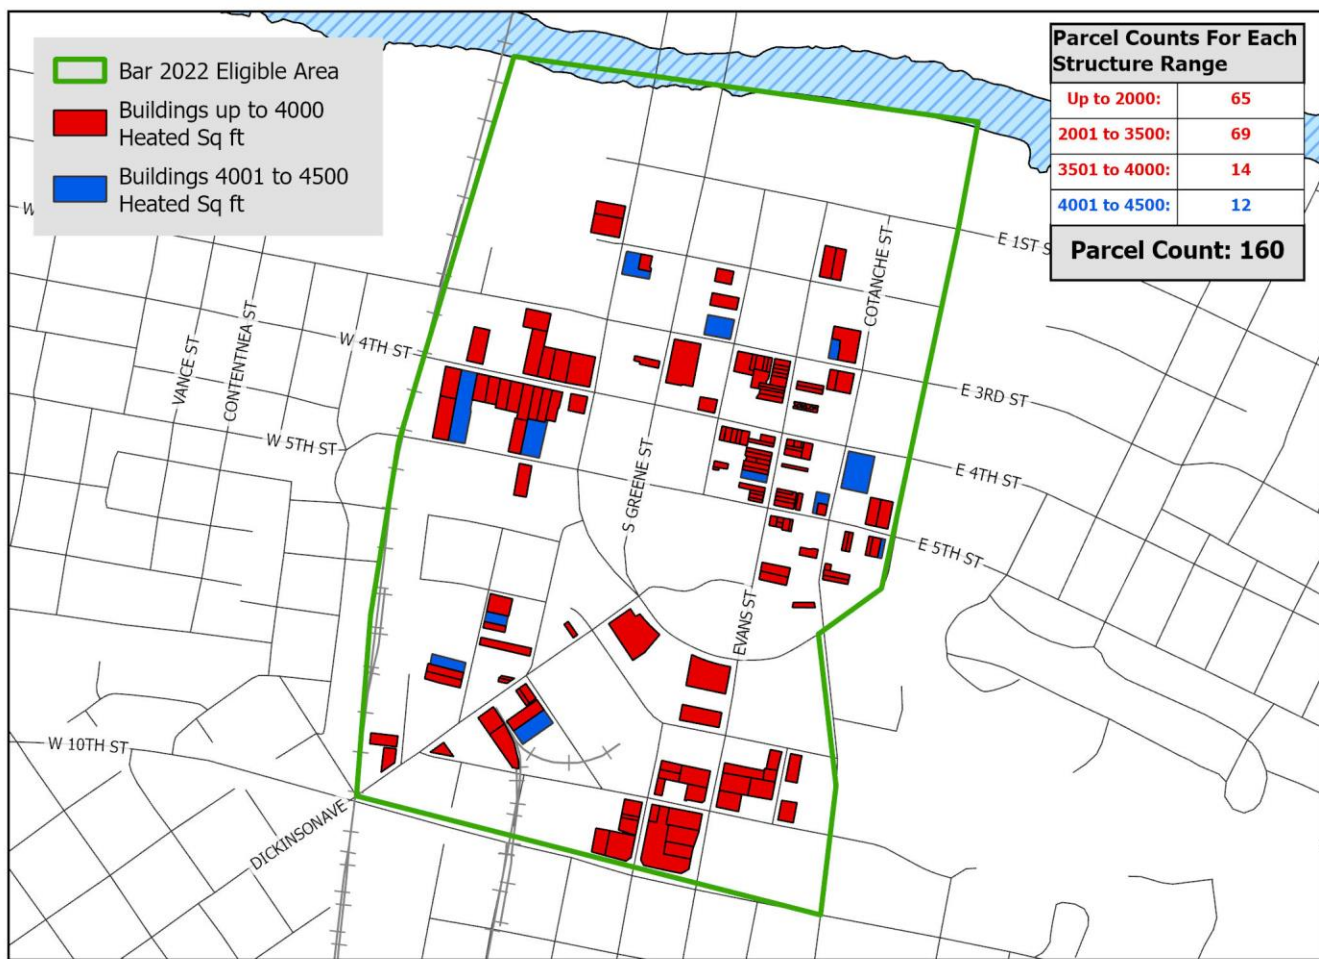 Bar 2022 Eligible Area
Buildings up to 4000
Heated Sq ft
Buildings 4001 to 4500
Heated Sq ft
Parcel Counts For Each
Structure Range
Up to 2000: 65
2001 to 3500: 69
3501 to 4000: 14
4001 to 4500: 12
Parcel Count: 160
W
E 1ST S
COTANCHE ST
VANCE ST
CONTENTNEA ST
W 4TH ST
E 3RD ST
W 5TH ST
S GREENE ST
E 4TH ST
E 5TH ST
EVANS ST
W 10TH ST
DICKINSONAVE